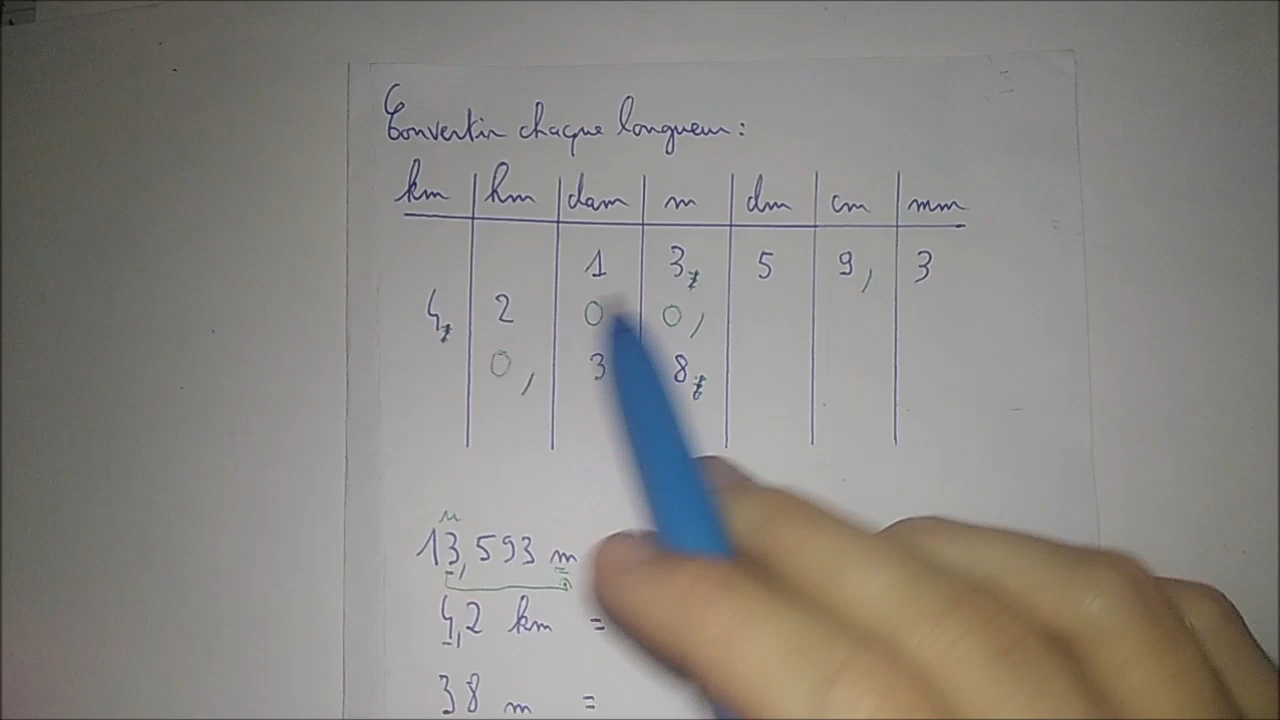 Convertir chaque longueur :
km hm dam m dm cm mm
1 3, 5 9, 3
4, 2 0 0,
0, 3 8,
u
13,593 m
4,2 km =
38 m =